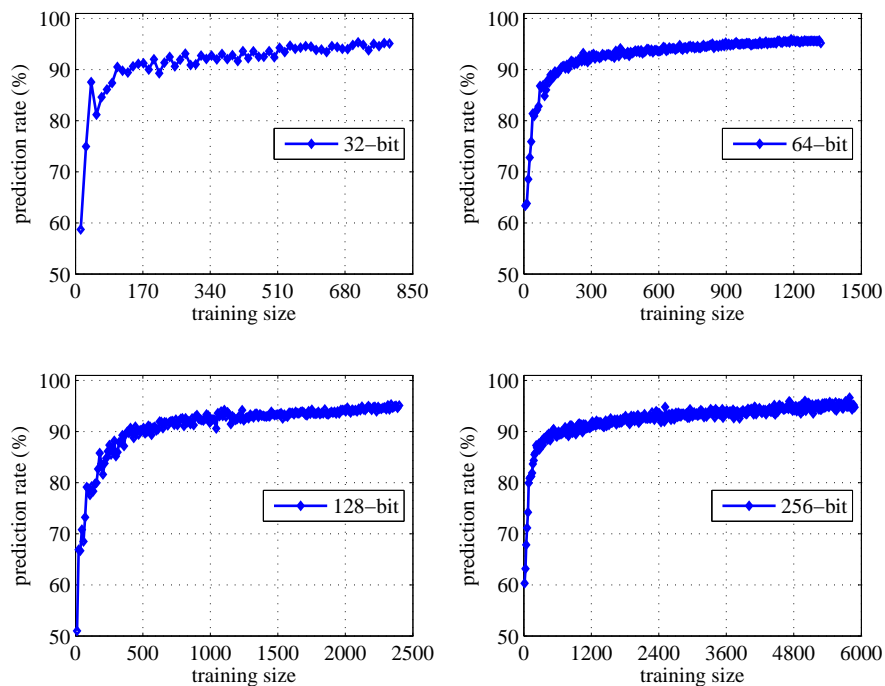 100
90
80
70
60
50
prediction rate (%)
32−bit
0 170 340 510 680 850
training size
100
90
80
70
60
50
prediction rate (%)
64−bit
0 300 600 900 1200 1500
training size
100
90
80
70
60
50
prediction rate (%)
128−bit
0 500 1000 1500 2000 2500
training size
100
90
80
70
60
50
prediction rate (%)
256−bit
0 1200 2400 3600 4800 6000
training size